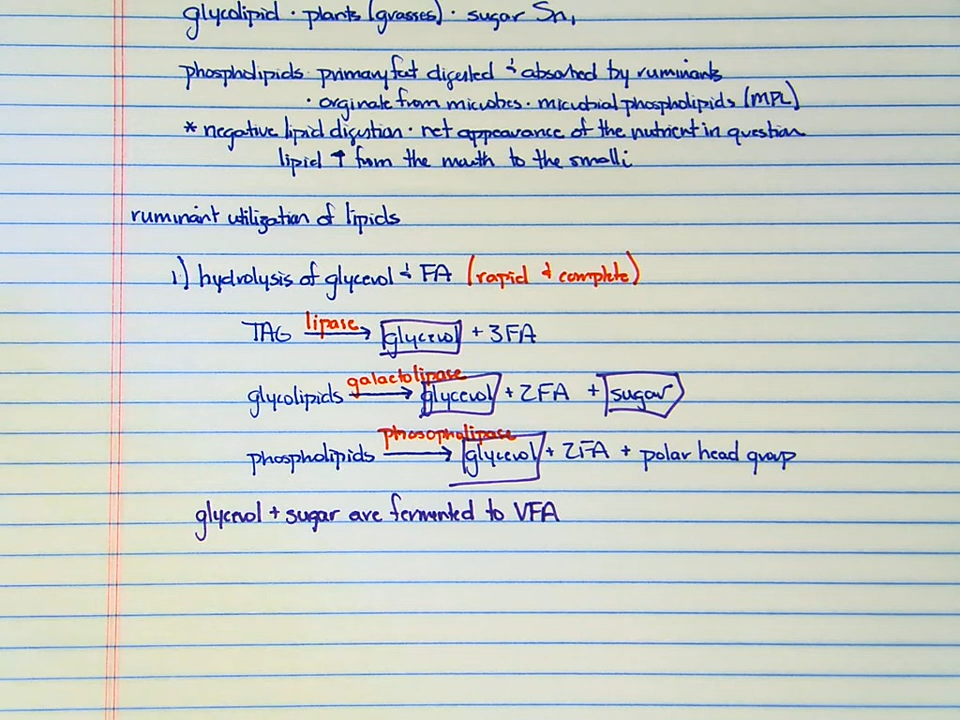 glycolipid · plants (grasses) · sugar Sn1
phospholipids · primary fat digested & absorbed by ruminants
· orginate from microbes · microbial phospholipids (MPL)
* negative lipid digestion · net appearance of the nutrient in question
lipid ↑ from the mouth to the small i
ruminant utilization of lipids
1) hydrolysis of glycerol & FA (rapid & complete)
TAG lipase → glycerol + 3FA
glycolipids galactolipase → glycerol + 2FA + sugar
phospholipids phosopholipase → glycerol + 2FA + polar head group
glycerol + sugar are fermented to VFA